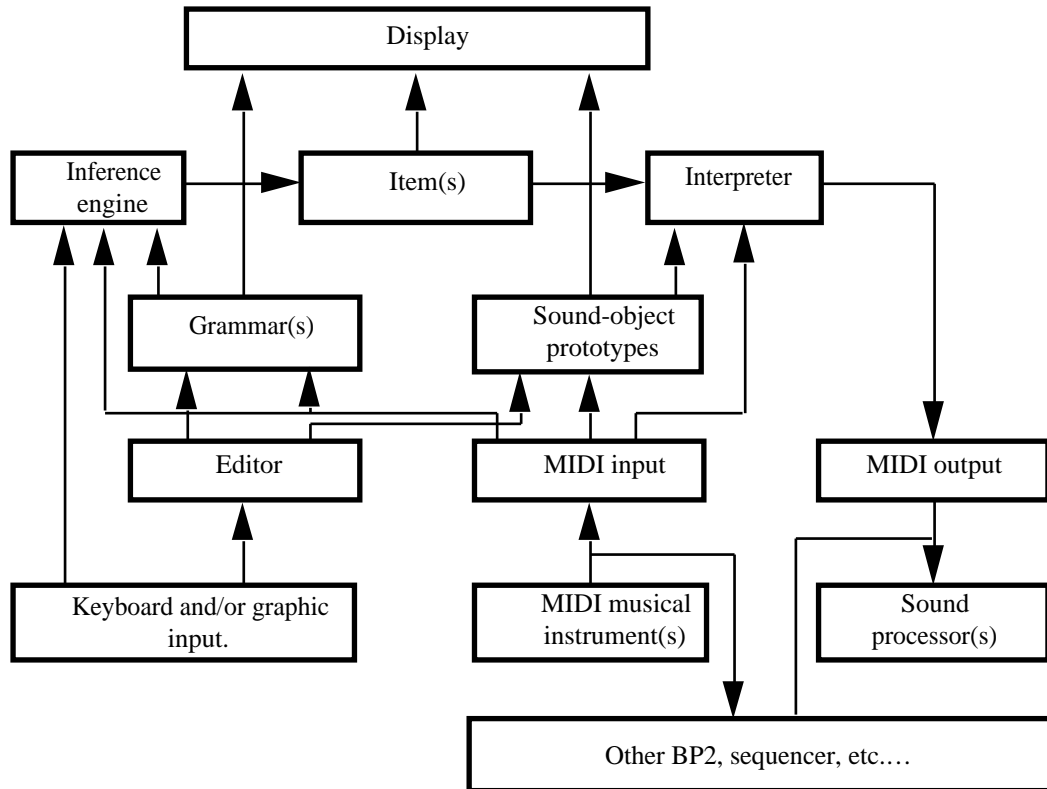 Display
Inference
engine
Item(s)
Interpreter
Grammar(s)
Sound-object
prototypes
Editor
MIDI input
MIDI output
Keyboard and/or graphic
input.
MIDI musical
instrument(s)
Sound
processor(s)
Other BP2, sequencer, etc.…